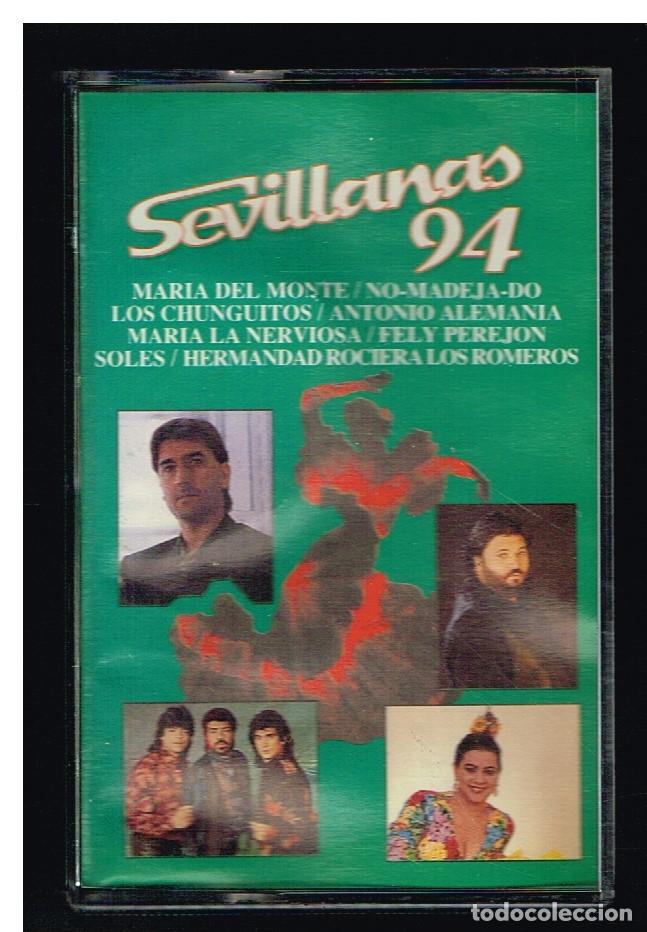 Sevillanas
94
MARIA DEL MONTE / NO-MADEJA-DO
LOS CHUNGUITOS / ANTONIO ALEMANIA
MARIA LA NERVIOSA / FELY PEREJON
SOLES / HERMANDAD ROCIERA LOS ROMEROS
todocoleccion